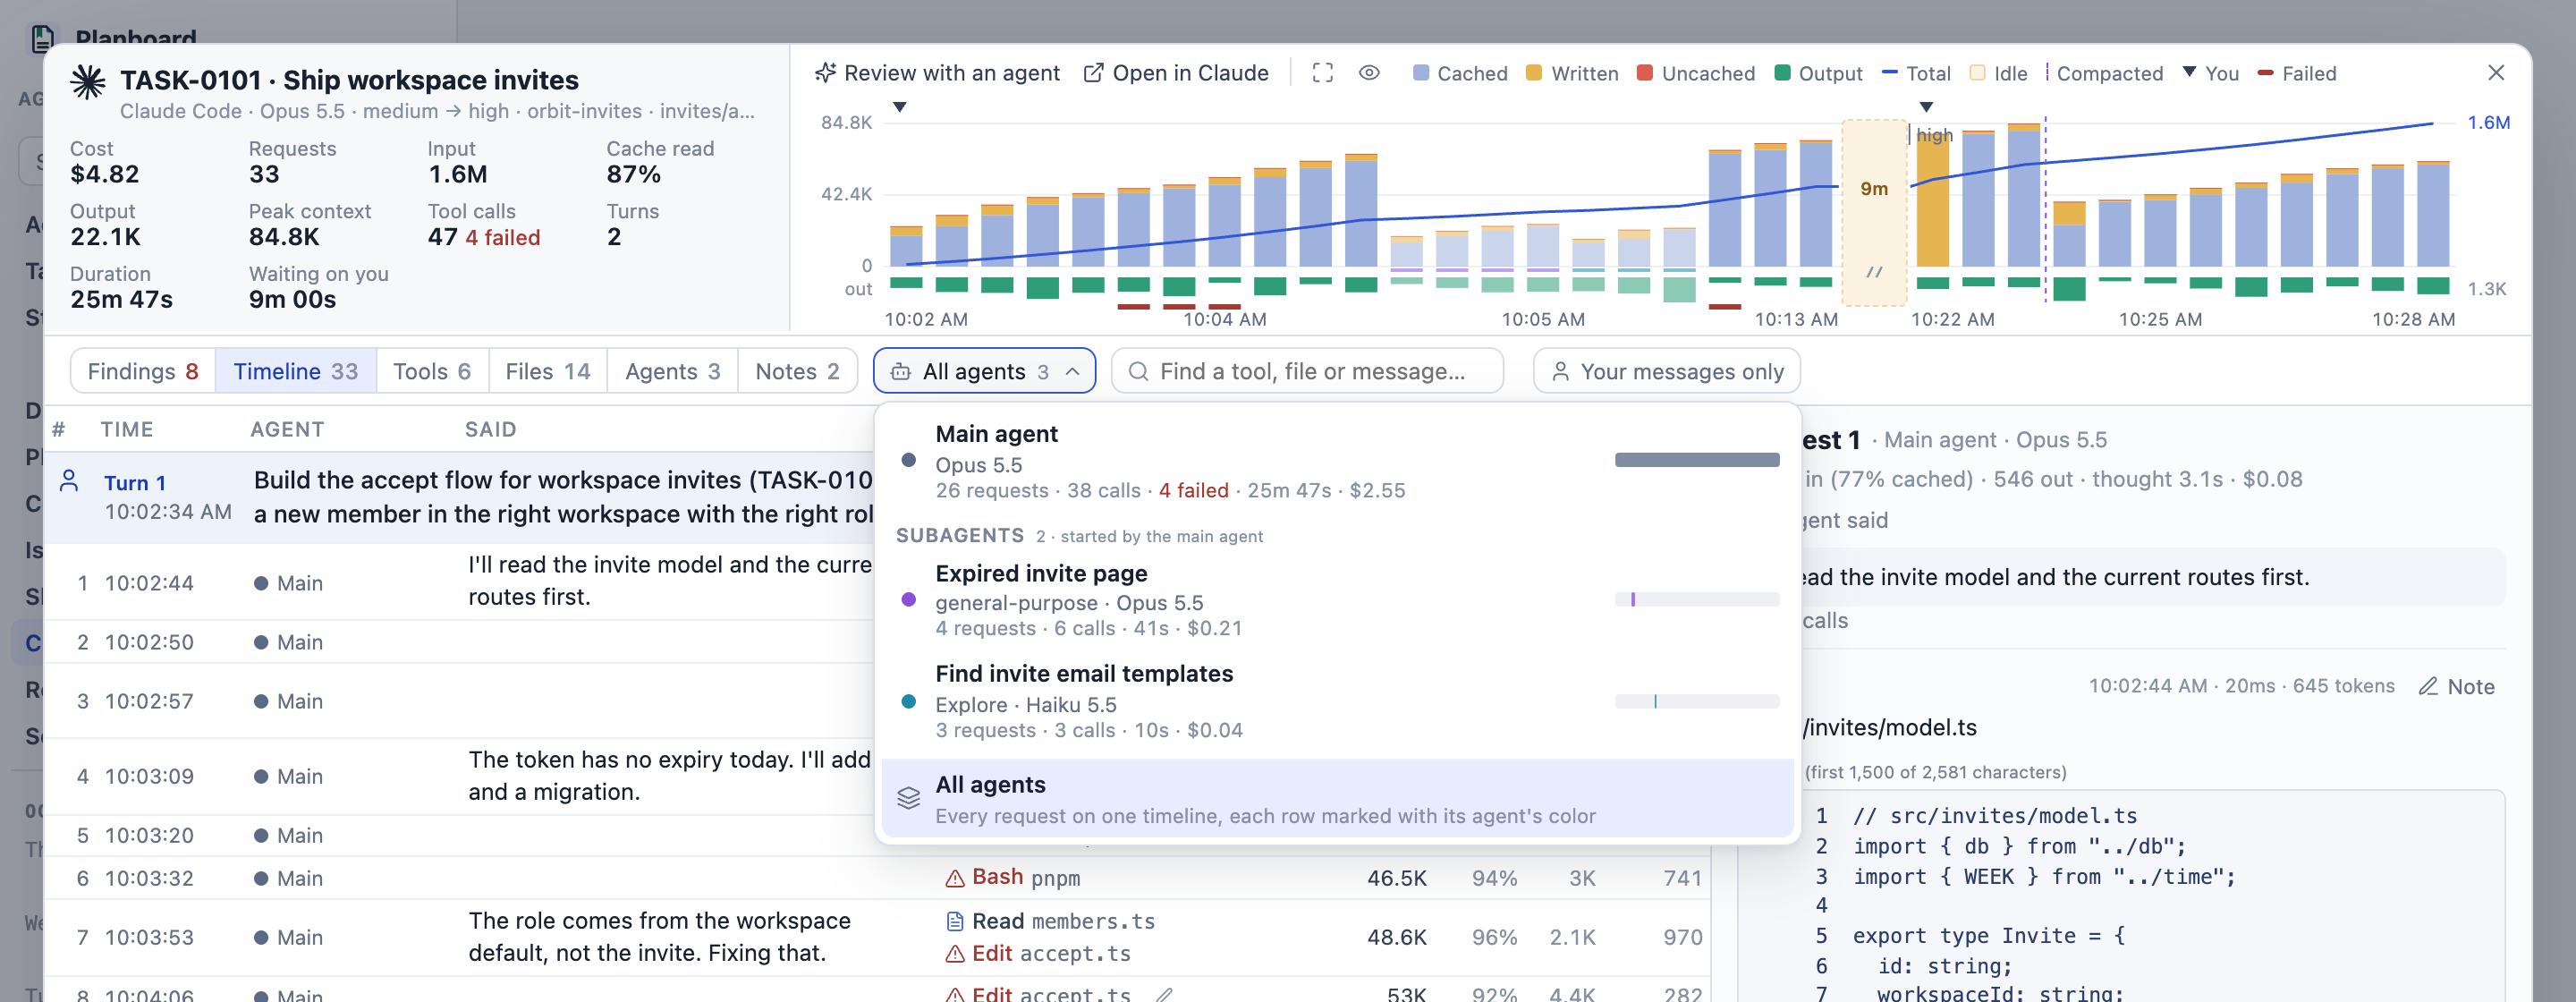 Planboard
TASK-0101 · Ship workspace invites
Claude Code · Opus 5.5 · medium → high · orbit-invites · invites/a...
Cost
$4.82
Requests
33
Input
1.6M
Cache read
87%
Output
22.1K
Peak context
84.8K
Tool calls
47 4 failed
Turns
2
Duration
25m 47s
Waiting on you
9m 00s
Review with an agent
Open in Claude
Cached
Written
Uncached
Output
Total
Idle
Compacted
You
Failed
84.8K
42.4K
0
out
1.6M
1.3K
9m
high
10:02 AM
10:04 AM
10:05 AM
10:13 AM
10:22 AM
10:25 AM
10:28 AM
Findings 8
Timeline 33
Tools 6
Files 14
Agents 3
Notes 2
All agents 3
Find a tool, file or message...
Your messages only
# TIME AGENT SAID
Turn 1
10:02:34 AM
Build the accept flow for workspace invites (TASK-010
a new member in the right workspace with the right rol
1 10:02:44 Main
I'll read the invite model and the curre
routes first.
2 10:02:50 Main
3 10:02:57 Main
4 10:03:09 Main
The token has no expiry today. I'll add
and a migration.
5 10:03:20 Main
6 10:03:32 Main Bash pnpm 46.5K 94% 3K 741
7 10:03:53 Main
The role comes from the workspace
default, not the invite. Fixing that.
Read members.ts
Edit accept.ts
48.6K 96% 2.1K 970
8 10:04:06 Main Edit accept.ts 53K 92% 4.4K 282
Main agent
Opus 5.5
26 requests · 38 calls · 4 failed · 25m 47s · $2.55
SUBAGENTS 2 · started by the main agent
Expired invite page
general-purpose · Opus 5.5
4 requests · 6 calls · 41s · $0.21
Find invite email templates
Explore · Haiku 5.5
3 requests · 3 calls · 10s · $0.04
All agents
Every request on one timeline, each row marked with its agent's color
est 1 · Main agent · Opus 5.5
in (77% cached) · 546 out · thought 3.1s · $0.08
gent said
ead the invite model and the current routes first.
calls
10:02:44 AM · 20ms · 645 tokens
Note
/invites/model.ts
(first 1,500 of 2,581 characters)
1 // src/invites/model.ts
2 import { db } from "../db";
3 import { WEEK } from "../time";
4
5 export type Invite = {
6 id: string;
7 workspaceId: string;